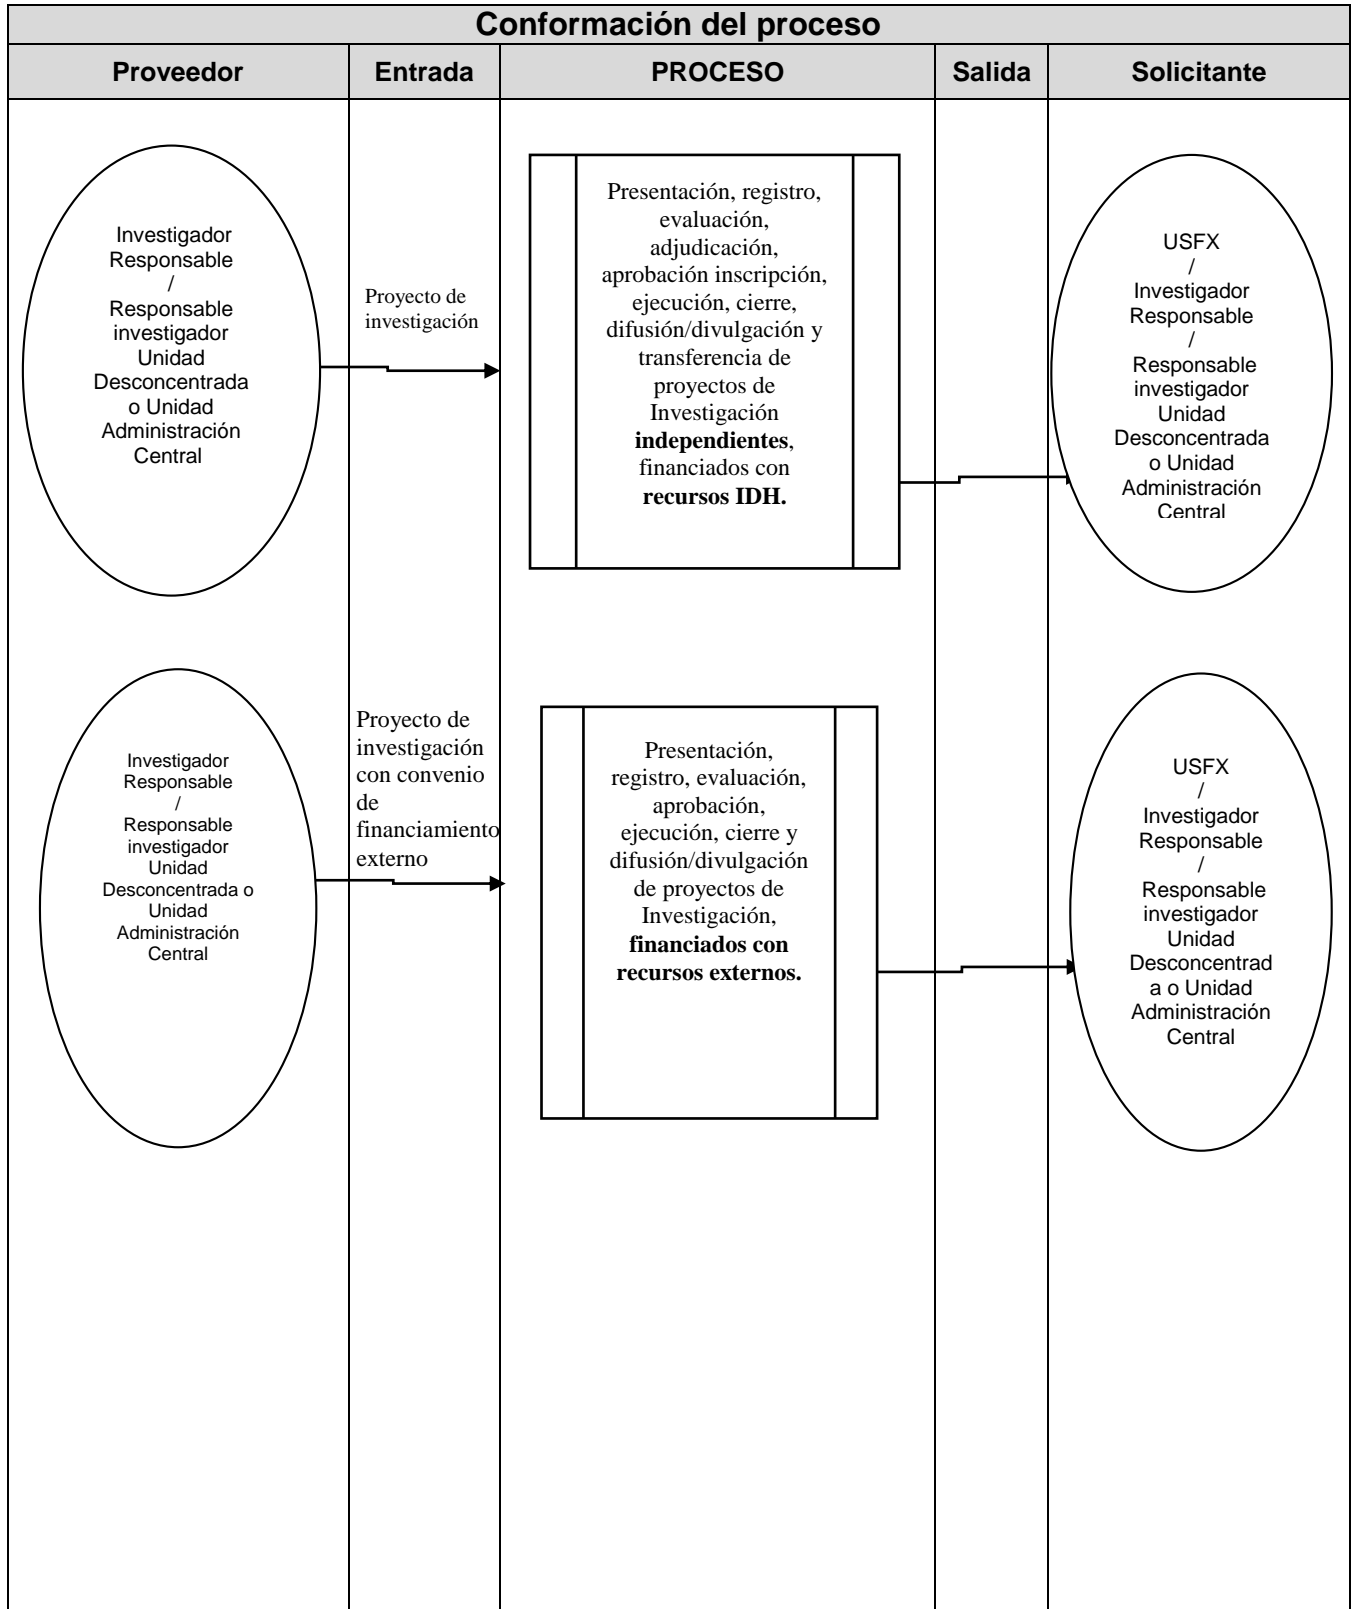 Conformación del proceso
Proveedor
Entrada
PROCESO
Salida
Solicitante
Investigador
Responsable
/
Responsable
investigador
Unidad
Desconcentrada
o Unidad
Administración
Central
Proyecto de
investigación
Presentación, registro,
evaluación,
adjudicación,
aprobación inscripción,
ejecución, cierre,
difusión/divulgación y
transferencia de
proyectos de
Investigación
independientes,
financiados con
recursos IDH.
USFX
/
Investigador
Responsable
/
Responsable
investigador
Unidad
Desconcentrada
o Unidad
Administración
Central
Investigador
Responsable
/
Responsable
investigador
Unidad
Desconcentrada o
Unidad
Administración
Central
Proyecto de
investigación
con convenio
de
financiamiento
externo
Presentación,
registro, evaluación,
aprobación,
ejecución, cierre y
difusión/divulgación
de proyectos de
Investigación,
financiados con
recursos externos.
USFX
/
Investigador
Responsable
/
Responsable
investigador
Unidad
Desconcentrad
a o Unidad
Administración
Central